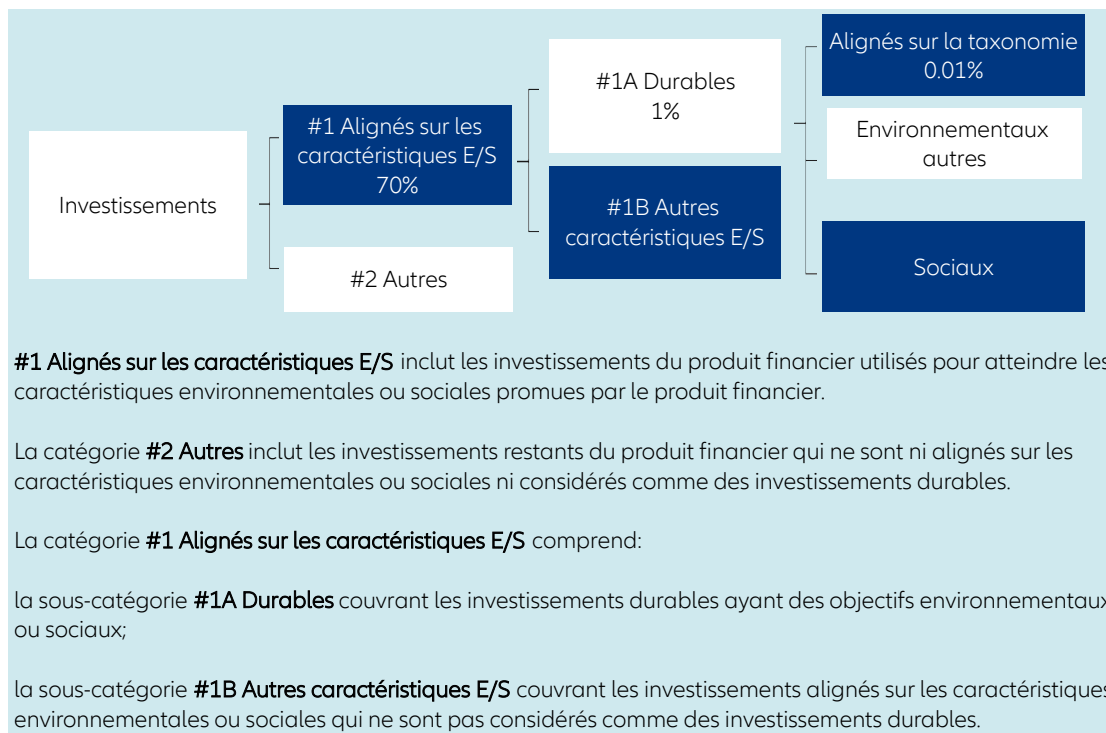 Investissements
#1 Alignés sur les
caractéristiques E/S
70%
#2 Autres
#1A Durables
1%
#1B Autres
caractéristiques E/S
Alignés sur la taxonomie
0.01%
Environnementaux
autres
Sociaux
#1 Alignés sur les caractéristiques E/S inclut les investissements du produit financier utilisés pour atteindre les
caractéristiques environnementales ou sociales promues par le produit financier.
La catégorie #2 Autres inclut les investissements restants du produit financier qui ne sont ni alignés sur les
caractéristiques environnementales ou sociales ni considérés comme des investissements durables.
La catégorie #1 Alignés sur les caractéristiques E/S comprend:
la sous-catégorie #1A Durables couvrant les investissements durables ayant des objectifs environnementaux
ou sociaux;
la sous-catégorie #1B Autres caractéristiques E/S couvrant les investissements alignés sur les caractéristiques
environnementales ou sociales qui ne sont pas considérés comme des investissements durables.